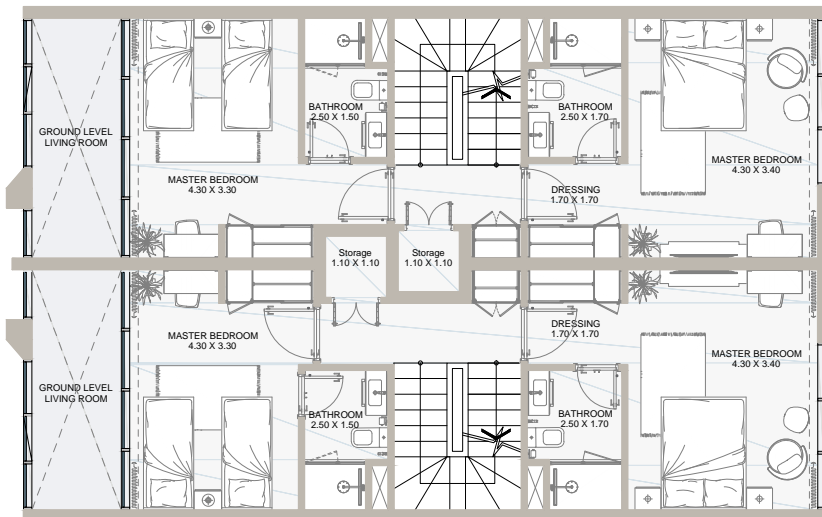 BATHROOM
2.50 X 1.50
BATHROOM
2.50 X 1.70
GROUND LEVEL
LIVING ROOM
MASTER BEDROOM
4.30 X 3.30
DRESSING
1.70 X 1.70
MASTER BEDROOM
4.30 X 3.40
Storage
1.10 X 1.10
Storage
1.10 X 1.10
MASTER BEDROOM
4.30 X 3.30
DRESSING
1.70 X 1.70
MASTER BEDROOM
4.30 X 3.40
GROUND LEVEL
LIVING ROOM
BATHROOM
2.50 X 1.50
BATHROOM
2.50 X 1.70